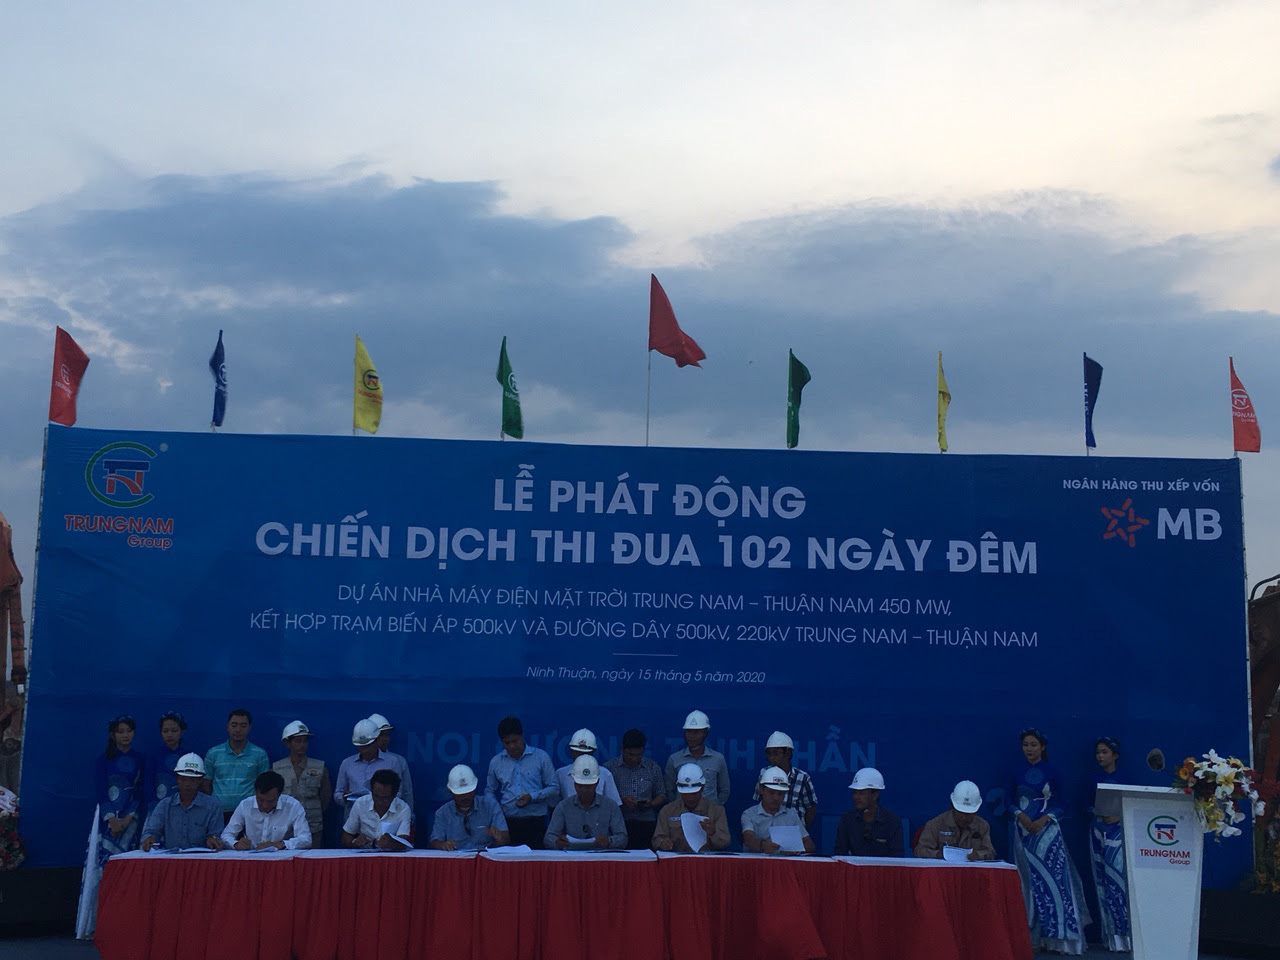 TRUNGNAM
Group
LỄ PHÁT ĐỘNG
CHIẾN DỊCH THI ĐUA 102 NGÀY ĐÊM
NGÂN HÀNG THU XẾP VỐN
MB
DỰ ÁN NHÀ MÁY ĐIỆN MẶT TRỜI TRUNG NAM – THUẬN NAM 450 MW,
KẾT HỢP TRẠM BIẾN ÁP 500kV VÀ ĐƯỜNG DÂY 500kV, 220kV TRUNG NAM – THUẬN NAM
Ninh Thuận, ngày 15 tháng 5 năm 2020
NỌI
TRUNGNAM
Group